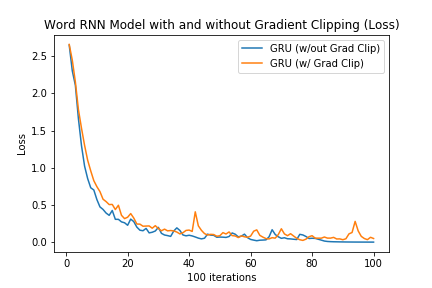 Word RNN Model with and without Gradient Clipping (Loss)
GRU (w/out Grad Clip)
GRU (w/ Grad Clip)
Loss
2.5
2.0
1.5
1.0
0.5
0.0
0 20 40 60 80 100
100 iterations